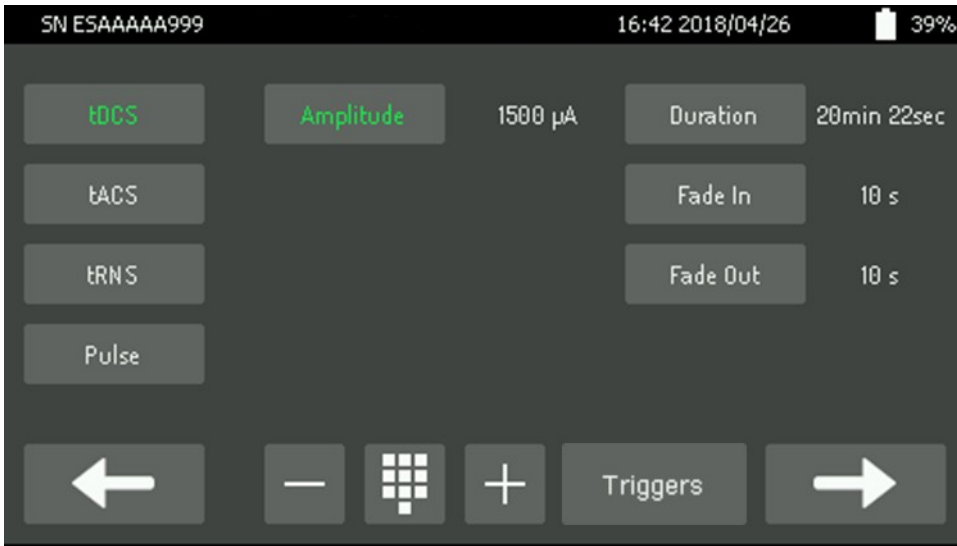 SN ESAAAAA999 16:42 2018/04/26 39%
tDCS Amplitude 1500 µA Duration 20min 22sec
tACS Fade In 10 s
tRNS Fade Out 10 s
Pulse
Triggers